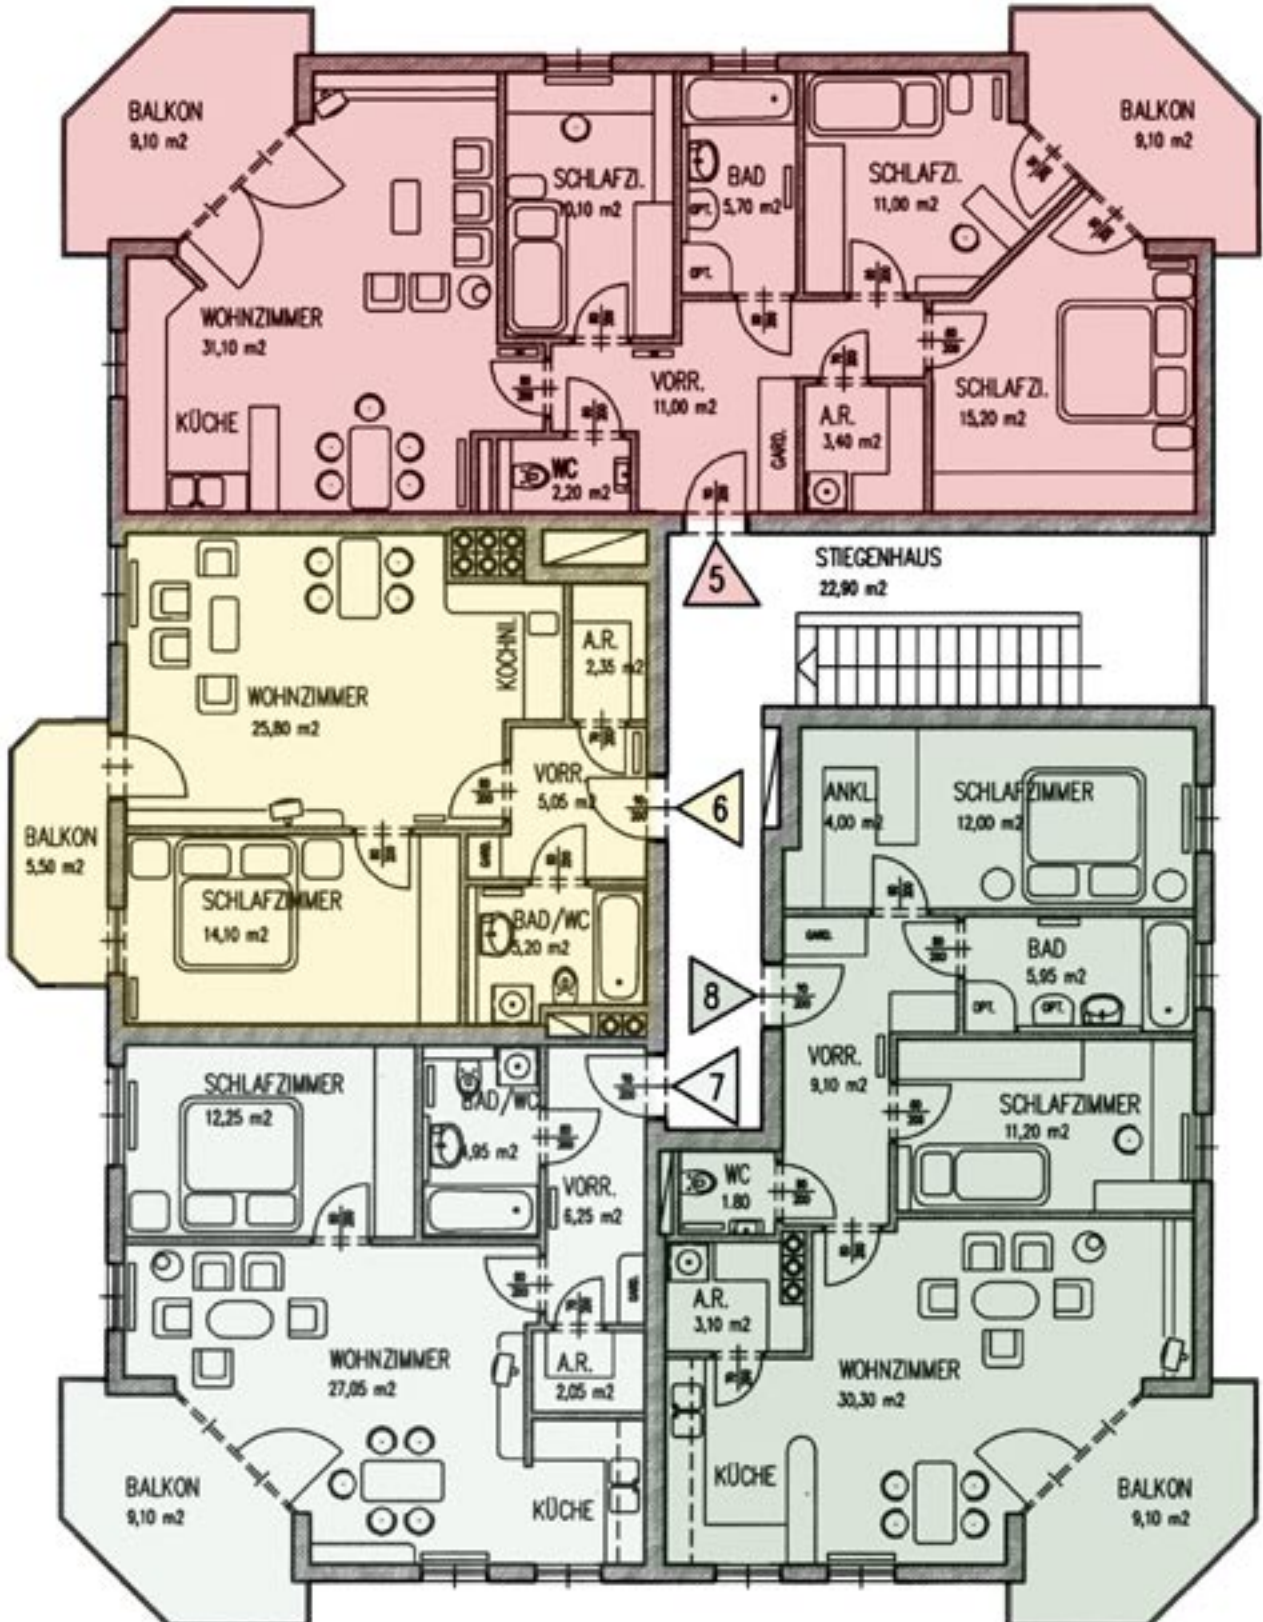 BALKON
9,10 m2
BALKON
9,10 m2
SCHLAFZI.
10,10 m2
BAD
5,70 m2
OPT.
OPT.
SCHLAFZI.
11,00 m2
WOHNZIMMER
31,10 m2
KÜCHE
VORR.
11,00 m2
WC
2,20 m2
GARD.
A.R.
3,40 m2
SCHLAFZI.
15,20 m2
5
STIEGENHAUS
22,90 m2
WOHNZIMMER
25,80 m2
KOCHNI.
A.R.
2,35 m2
VORR.
5,05 m2
6
BALKON
5,50 m2
SCHLAFZIMMER
14,10 m2
GARD.
BAD/WC
5,20 m2
ANKL.
4,00 m2
SCHLAFZIMMER
12,00 m2
GARD.
BAD
5,95 m2
OPT.
OPT.
8
7
VORR.
9,10 m2
SCHLAFZIMMER
11,20 m2
SCHLAFZIMMER
12,25 m2
BAD/WC
,95 m2
VORR.
6,25 m2
GARD.
WC
1.80
A.R.
3,10 m2
WOHNZIMMER
27,05 m2
A.R.
2,05 m2
WOHNZIMMER
30,30 m2
KÜCHE
KÜCHE
BALKON
9,10 m2
BALKON
9,10 m2